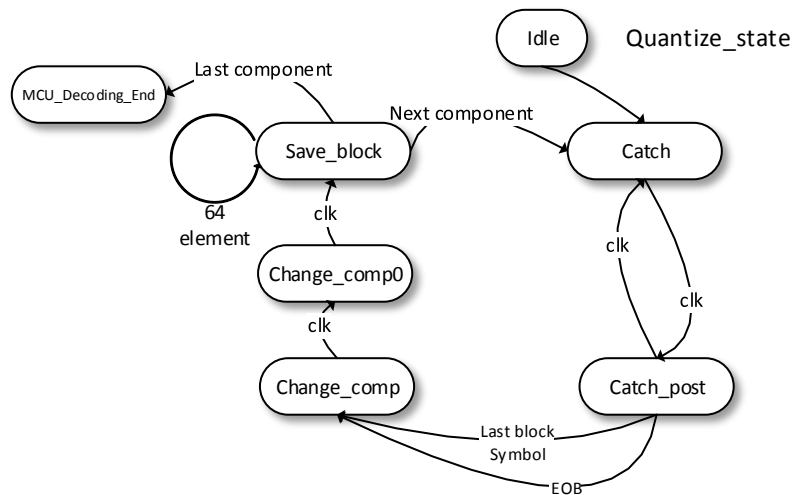 Idle
Quantize_state
Last component
MCU_Decoding_End
Next component
Save_block
Catch
64
element
clk
clk
clk
Change_comp0
clk
Change_comp
Catch_post
Last block
Symbol
EOB